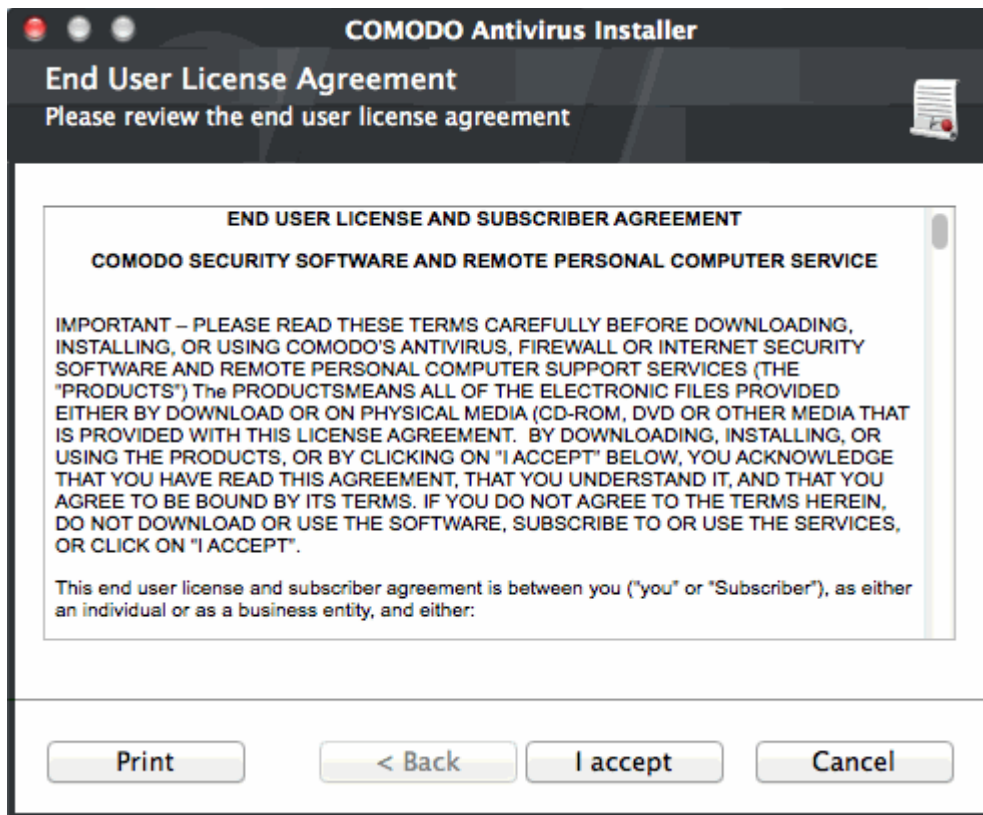 COMODO Antivirus Installer
End User License Agreement
Please review the end user license agreement
END USER LICENSE AND SUBSCRIBER AGREEMENT
COMODO SECURITY SOFTWARE AND REMOTE PERSONAL COMPUTER SERVICE
IMPORTANT – PLEASE READ THESE TERMS CAREFULLY BEFORE DOWNLOADING,
INSTALLING, OR USING COMODO'S ANTIVIRUS, FIREWALL OR INTERNET SECURITY
SOFTWARE AND REMOTE PERSONAL COMPUTER SUPPORT SERVICES (THE
"PRODUCTS") The PRODUCTSMEANS ALL OF THE ELECTRONIC FILES PROVIDED
EITHER BY DOWNLOAD OR ON PHYSICAL MEDIA (CD-ROM, DVD OR OTHER MEDIA THAT
IS PROVIDED WITH THIS LICENSE AGREEMENT.  BY DOWNLOADING, INSTALLING, OR
USING THE PRODUCTS, OR BY CLICKING ON "I ACCEPT" BELOW, YOU ACKNOWLEDGE
THAT YOU HAVE READ THIS AGREEMENT, THAT YOU UNDERSTAND IT, AND THAT YOU
AGREE TO BE BOUND BY ITS TERMS. IF YOU DO NOT AGREE TO THE TERMS HEREIN,
DO NOT DOWNLOAD OR USE THE SOFTWARE, SUBSCRIBE TO OR USE THE SERVICES,
OR CLICK ON "I ACCEPT".
This end user license and subscriber agreement is between you ("you" or "Subscriber"), as either
an individual or as a business entity, and either:
Print
< Back
I accept
Cancel